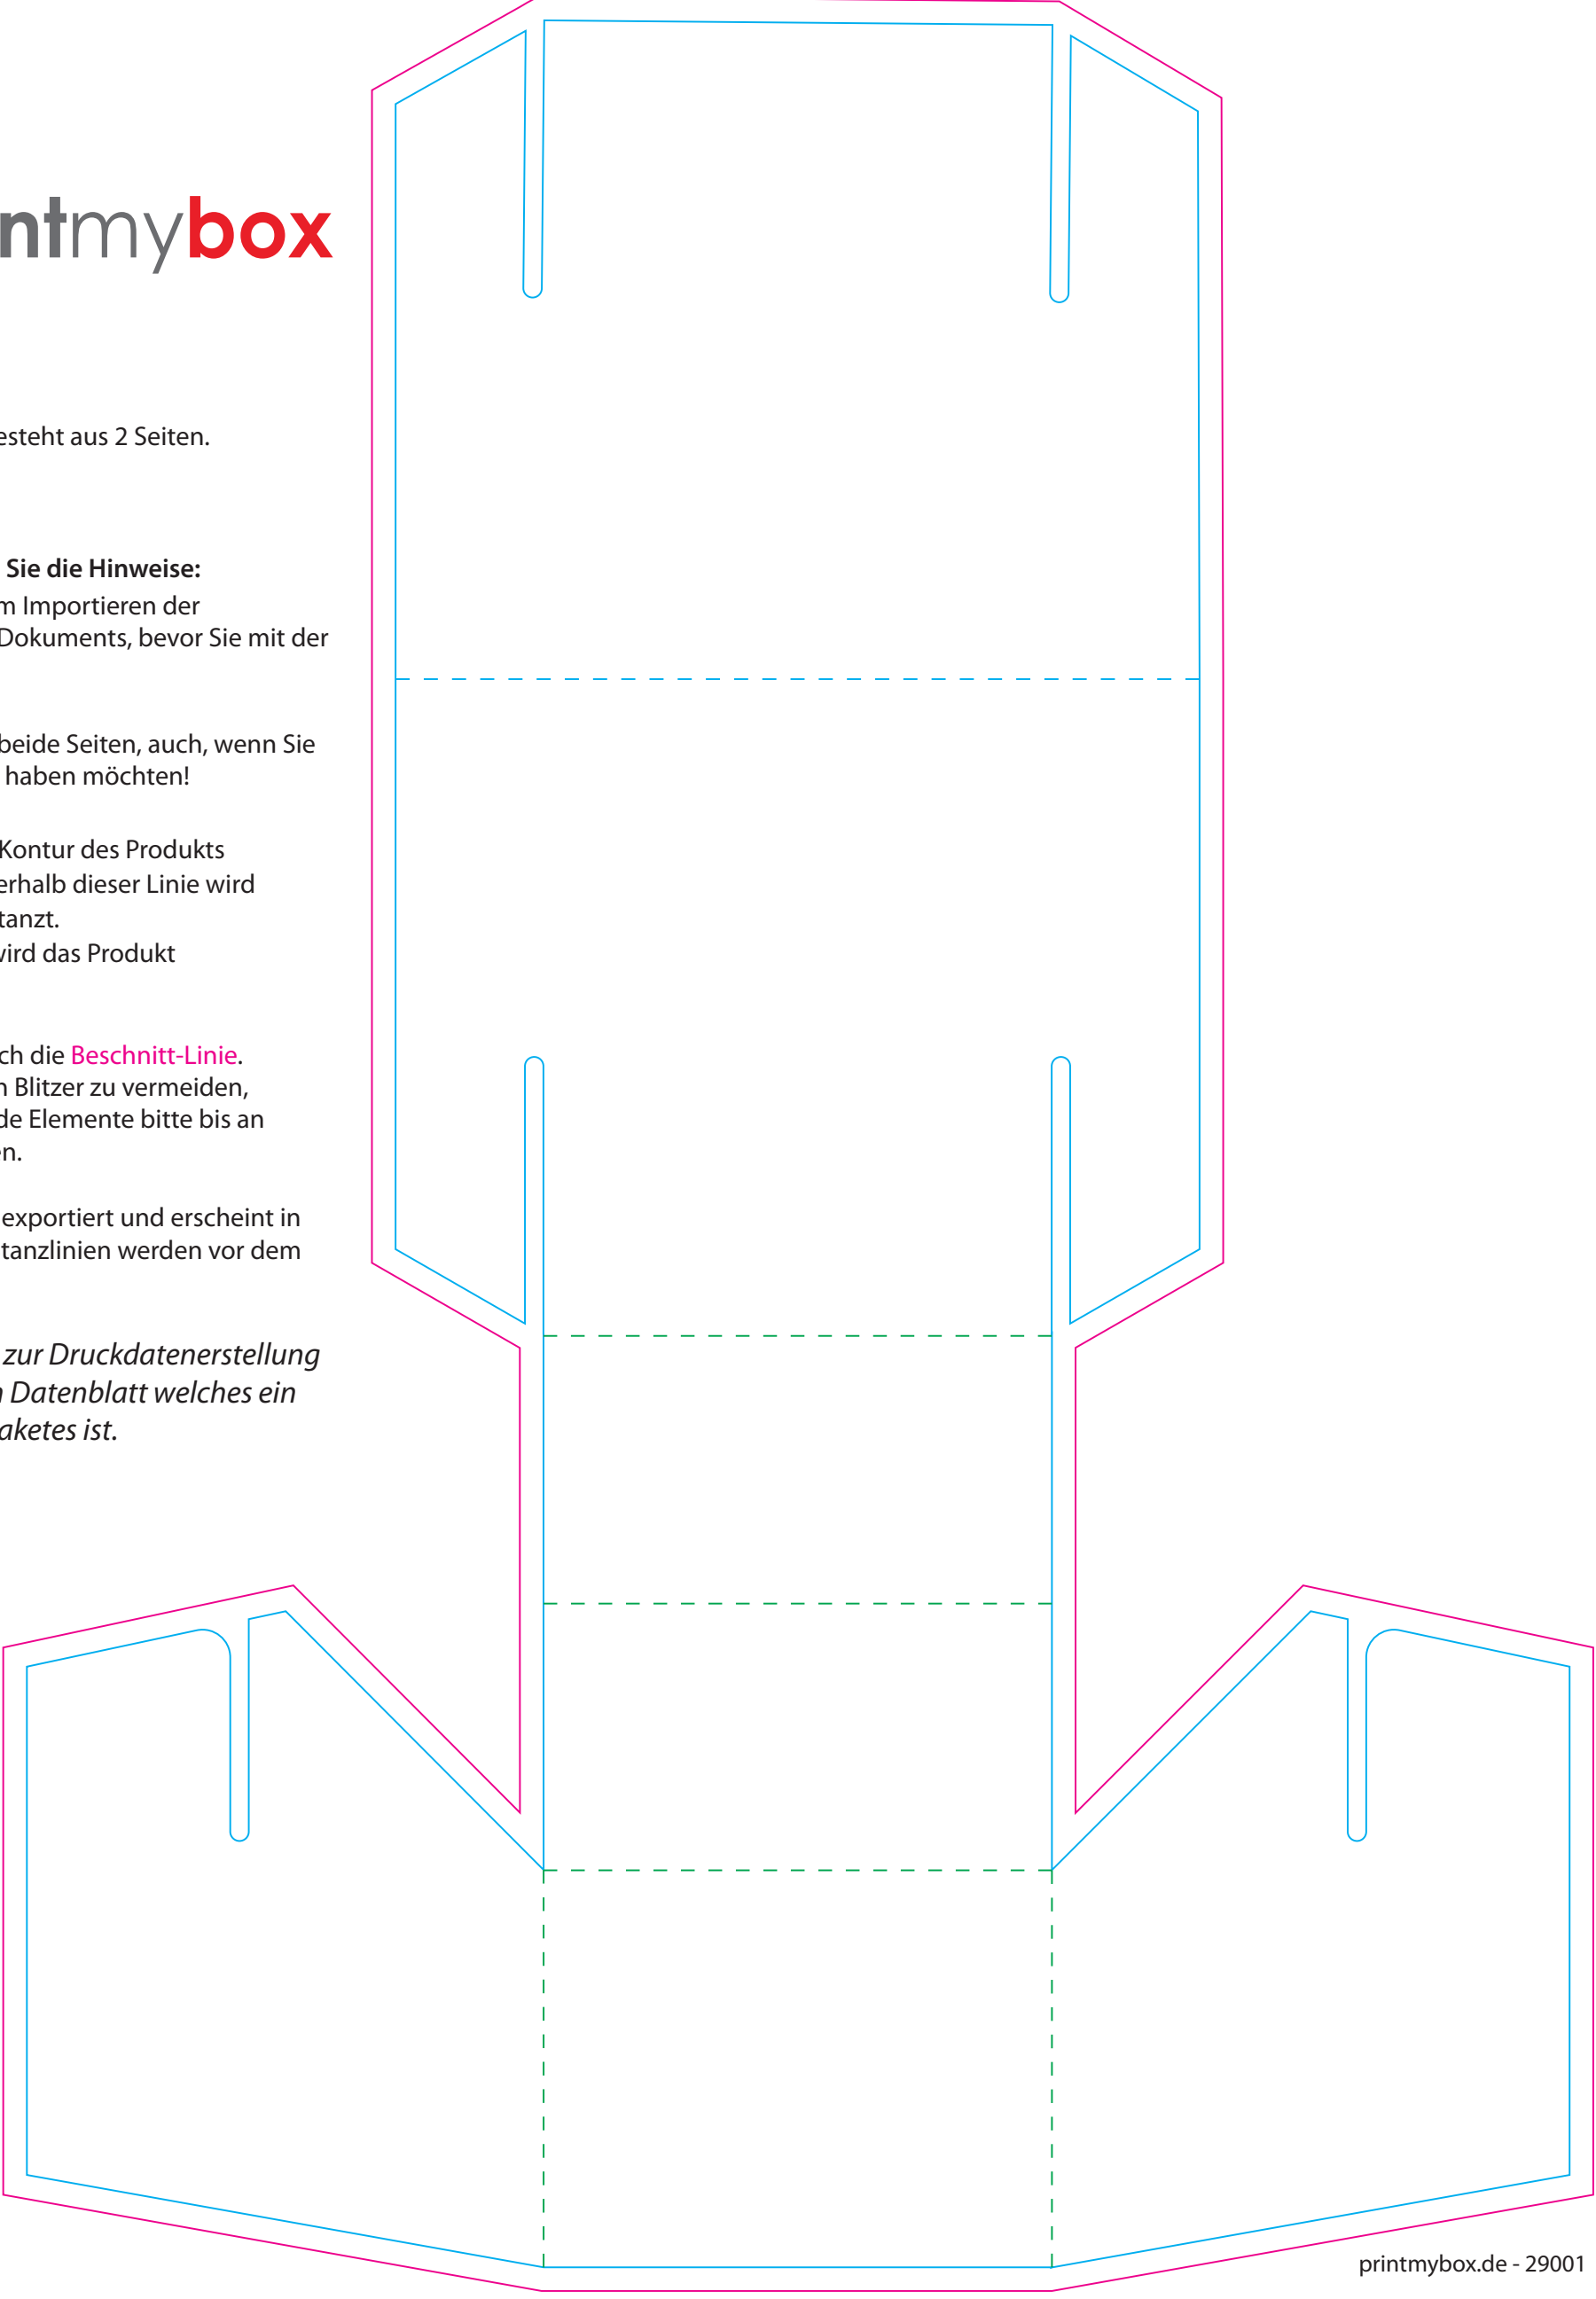 ntmybox
esteht aus 2 Seiten.
Sie die Hinweise:
m Importieren der
Dokuments, bevor Sie mit der
beide Seiten, auch, wenn Sie
haben möchten!
Kontur des Produkts
erhalb dieser Linie wird
tanzt.
wird das Produkt
ch die Beschnitt-Linie.
n Blitzer zu vermeiden,
de Elemente bitte bis an
en.
exportiert und erscheint in
tanzlinien werden vor dem
zur Druckdatenerstellung
n Datenblatt welches ein
aketes ist.
printmybox.de - 29001